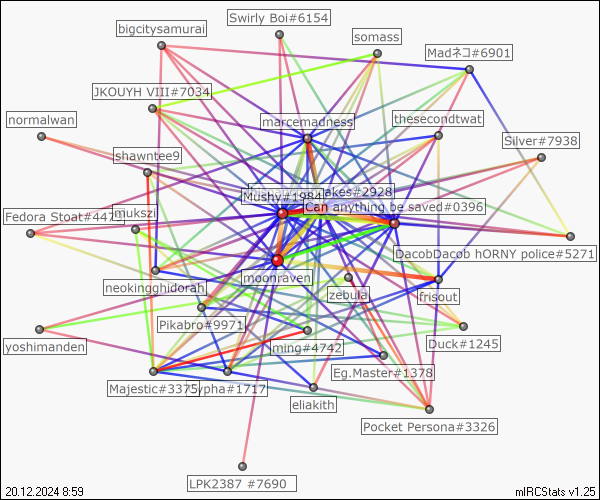 Swirly Boi#6154
bigcitysamurai
somass
Madネコ#6901
JKOUYH VIII#7034
normalwan
marcemadness
thesecondtwat
Silver#7938
shawntee9
akes#2928
Mushy#1984
Can anything be saved#0396
Fedora Stoat#447
mukszi
DacobDacob hORNY police#5271
moonraven
neokingghidorah
zebula
frisout
Pikabro#9971
yoshimanden
ming#4742
Duck#1245
Eg.Master#1378
Majestic#3375
ypha#1717
eliakith
Pocket Persona#3326
LPK2387 #7690
20.12.2024 8:59
mIRCStats v1.25